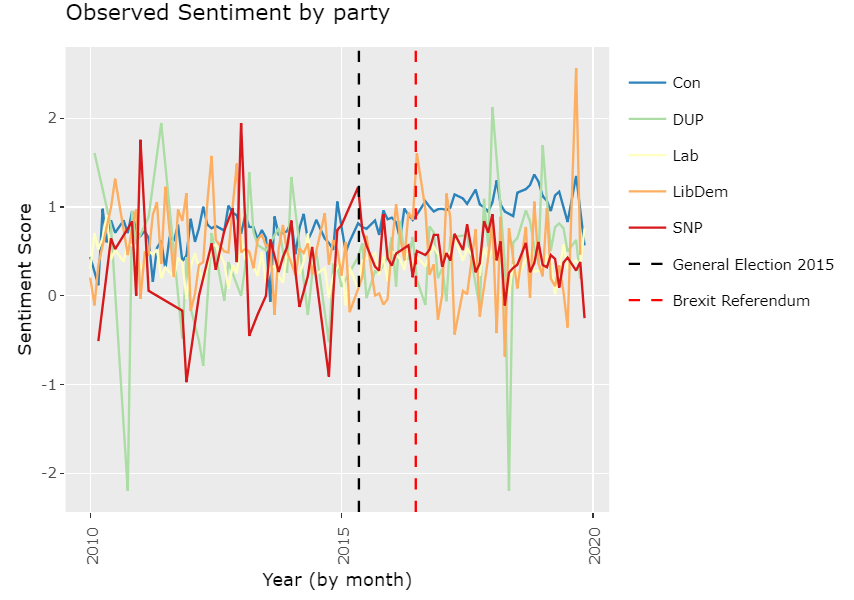 Observed Sentiment by party
Sentiment Score
2
1
0
-1
-2
2010
2015
2020
Year (by month)
Con
DUP
Lab
LibDem
SNP
General Election 2015
Brexit Referendum